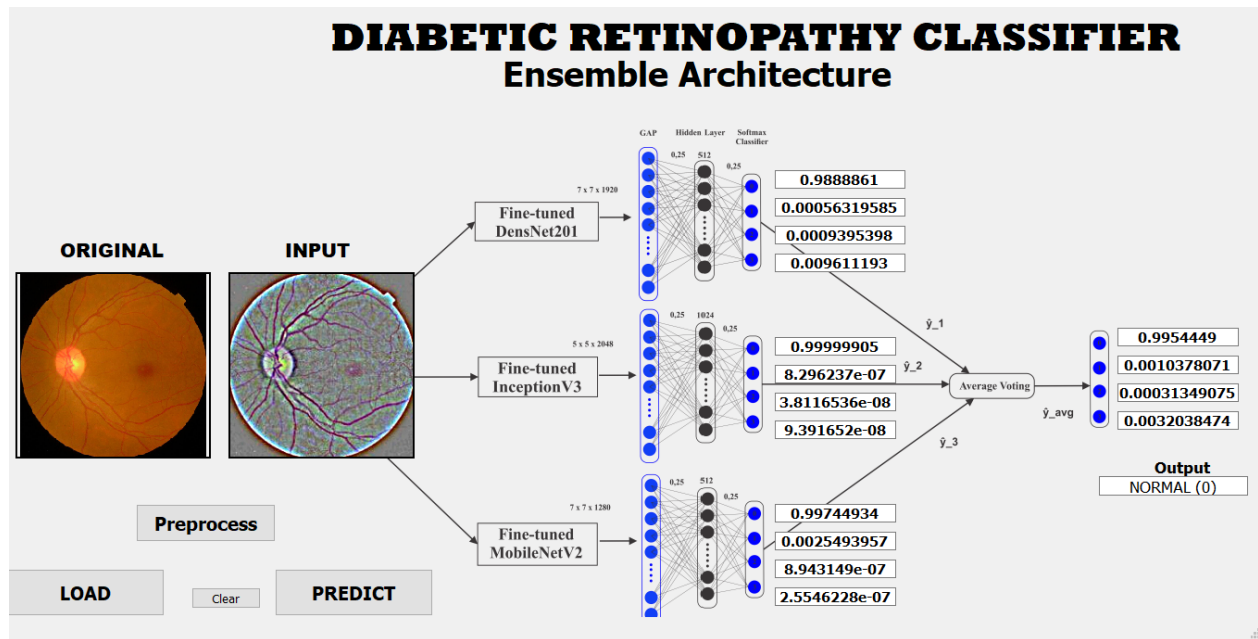 DIABETIC RETINOPATHY CLASSIFIER
Ensemble Architecture
ORIGINAL
INPUT
Preprocess
LOAD
Clear
PREDICT
Fine-tuned
DensNet201
7 x 7 x 1920
GAP
Hidden Layer
Softmax
Classifier
0,25
512
0,25
0.9888861
0.00056319585
0.0009395398
0.009611193
Fine-tuned
InceptionV3
5 x 5 x 2048
0,25
1024
0,25
0.99999905
8.296237e-07
3.8116536e-08
9.391652e-08
Fine-tuned
MobileNetV2
7 x 7 x 1280
0,25
512
0,25
0.99744934
0.0025493957
8.943149e-07
2.5546228e-07
ŷ_1
ŷ_2
ŷ_3
Average Voting
ŷ_avg
0.9954449
0.0010378071
0.00031349075
0.0032038474
Output
NORMAL (0)